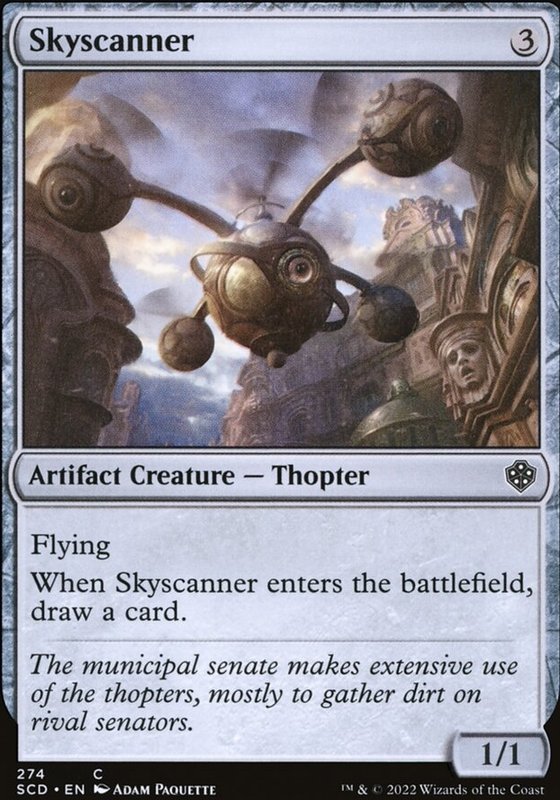 Skyscanner 3
Artifact Creature — Thopter
Flying
When Skyscanner enters the battlefield,
draw a card.
The municipal senate makes extensive use
of the thopters, mostly to gather dirt on
rival senators.
1/1
274 C
SCD • EN Adam Paquette
™ & © 2022 Wizards of the Coast